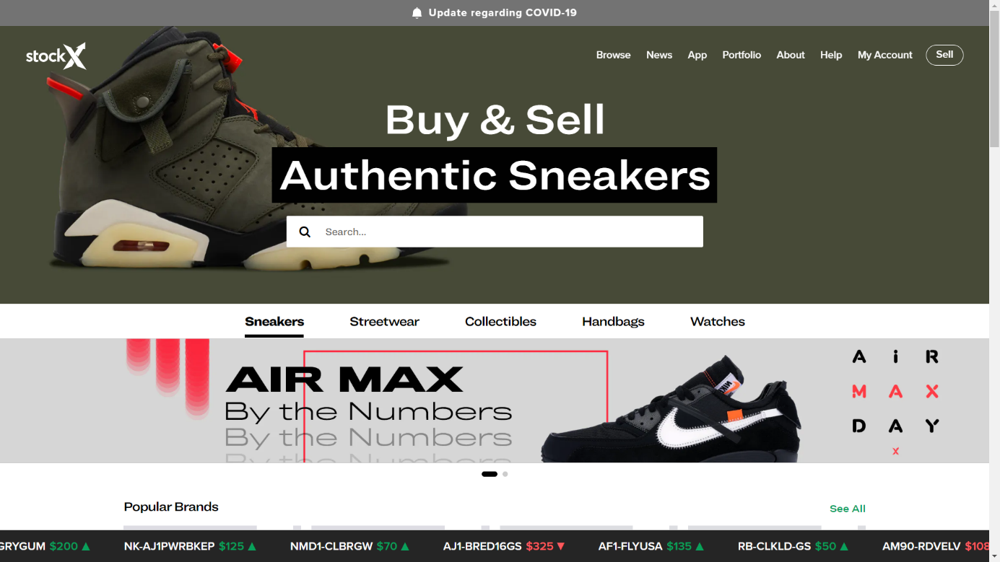 Update regarding COVID-19
stockX
Browse News App Portfolio About Help My Account Sell
Buy & Sell
Authentic Sneakers
Search...
Sneakers Streetwear Collectibles Handbags Watches
AIR MAX
By the Numbers
By the Numbers
By the Numbers
AiR
MAX
DAY
x
Popular Brands
See All
GRYGUM $200 ▲ NK-AJ1PWRBKEP $125 ▲ NMD1-CLBRGW $70 ▲ AJ1-BRED16GS $325 ▼ AF1-FLYUSA $135 ▲ RB-CLKLD-GS $50 ▲ AM90-RDVELV $108